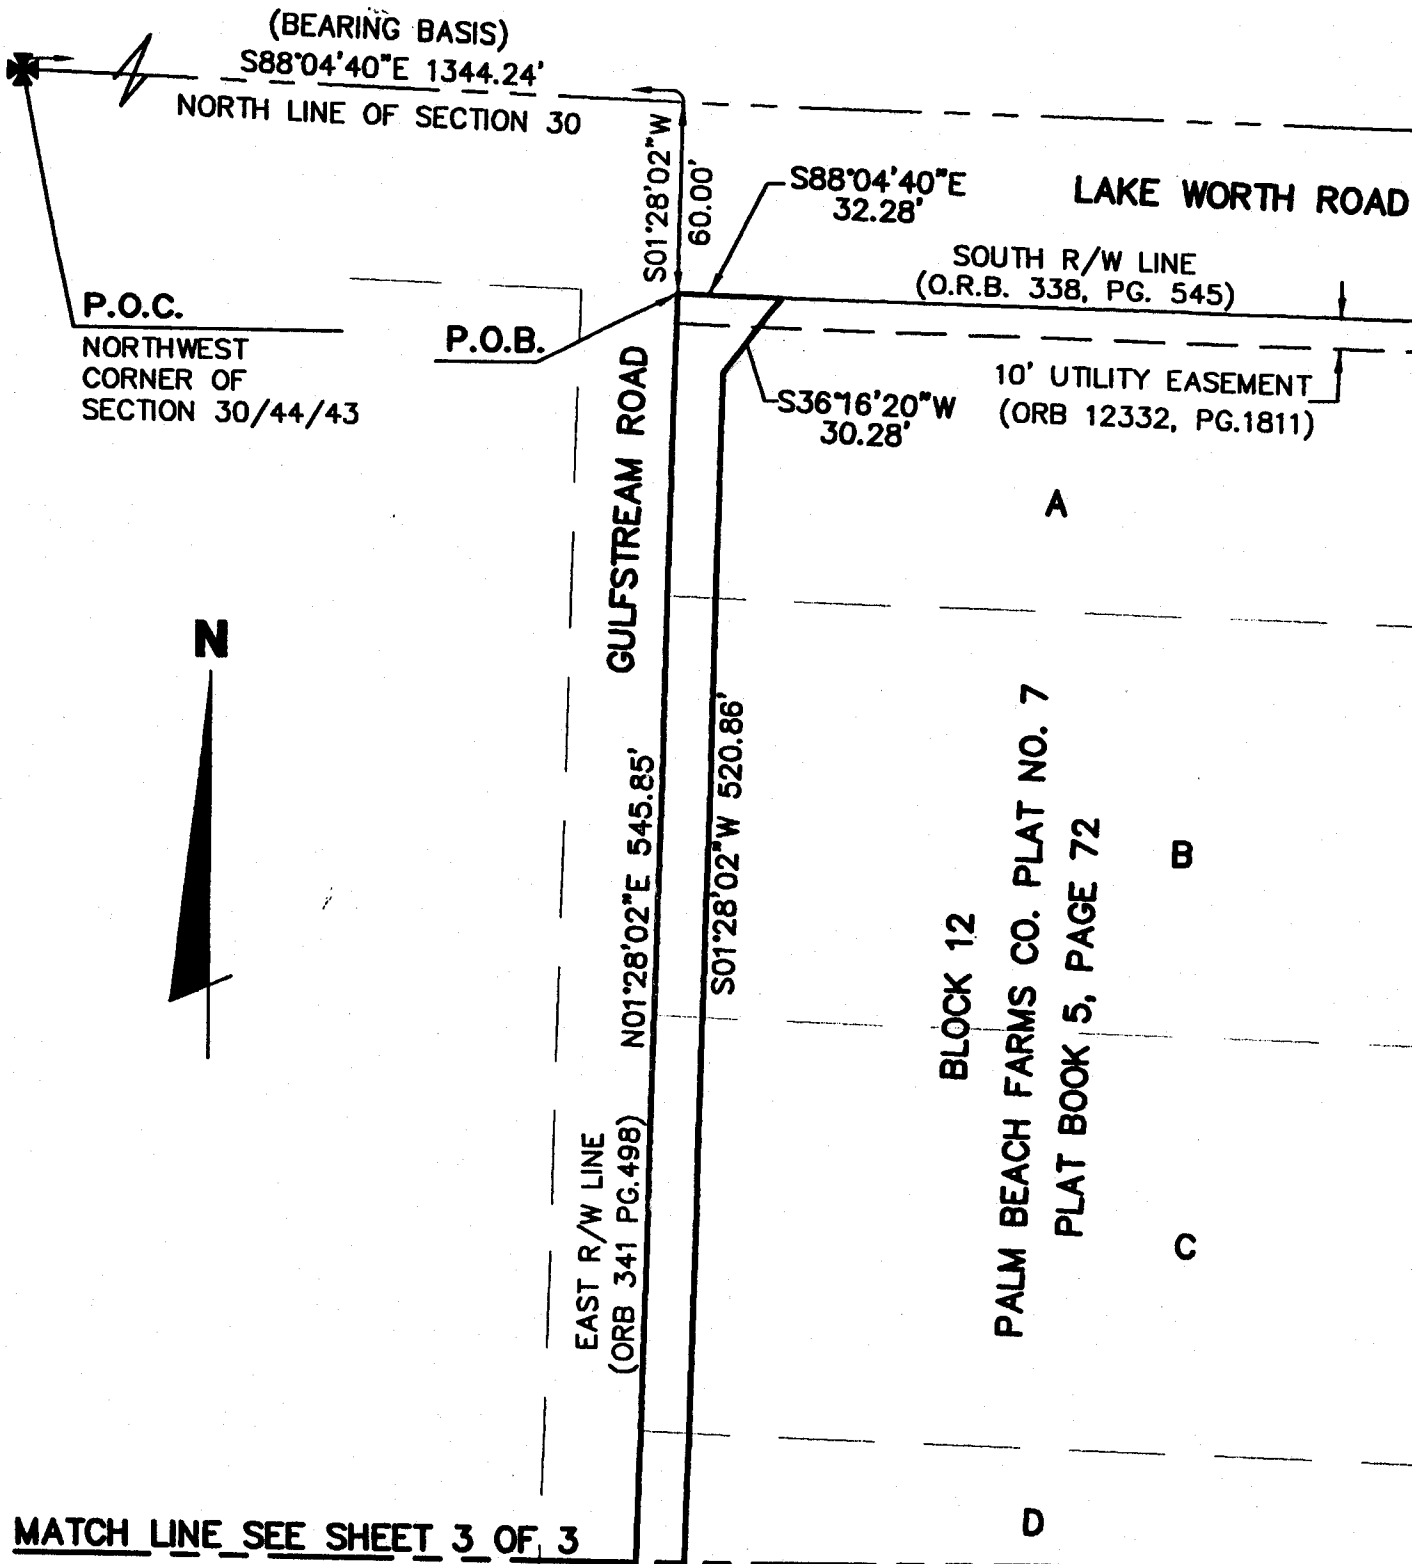 (BEARING BASIS)
S88°04'40"E 1344.24'
NORTH LINE OF SECTION 30
S01°28'02"W
60.00'
S88°04'40"E
32.28'
LAKE WORTH ROAD
SOUTH R/W LINE
(O.R.B. 338, PG. 545)
P.O.C.
NORTHWEST
CORNER OF
SECTION 30/44/43
P.O.B.
10' UTILITY EASEMENT
(ORB 12332, PG.1811)
S36°16'20"W
30.28'
GULFSTREAM ROAD
A
N
N01°28'02"E 545.85'
S01°28'02"W 520.86'
B
BLOCK 12
PALM BEACH FARMS CO. PLAT NO. 7
PLAT BOOK 5, PAGE 72
EAST R/W LINE
(ORB 341 PG.498)
C
D
MATCH LINE SEE SHEET 3 OF 3